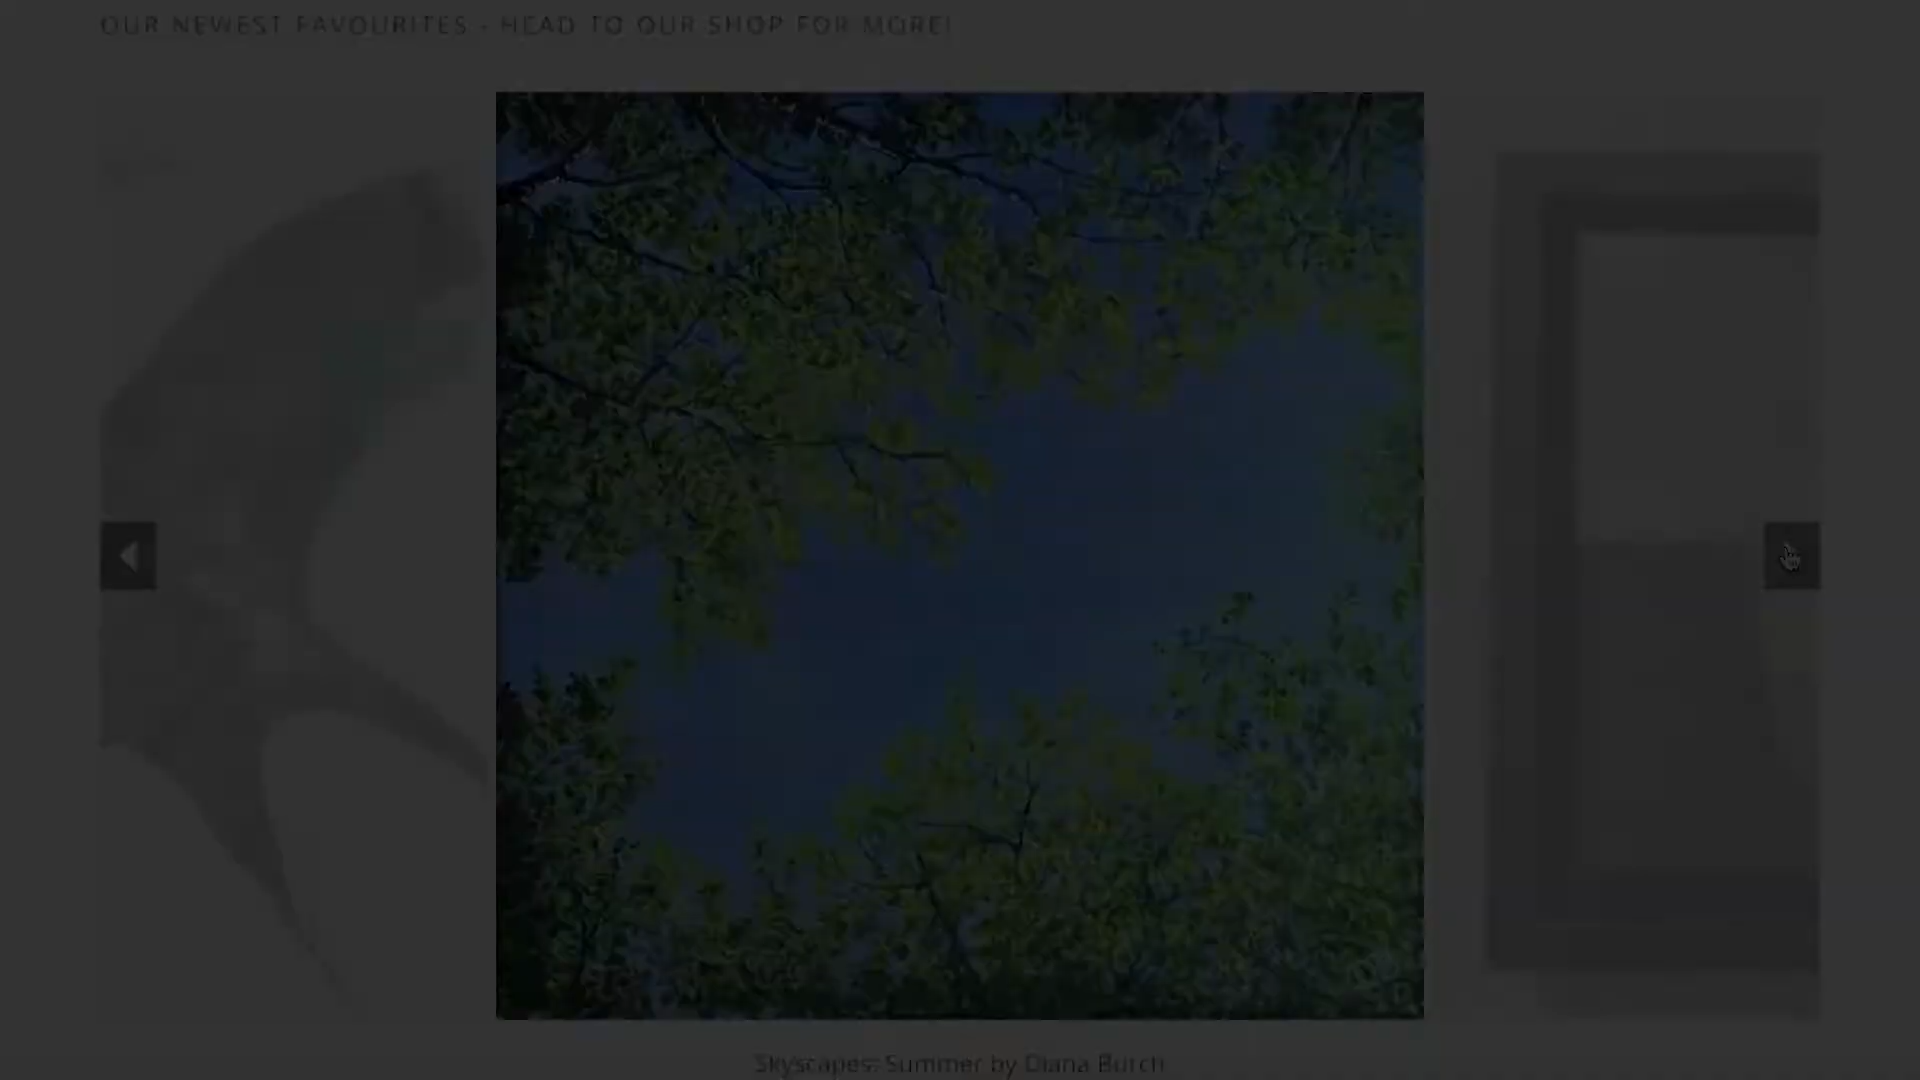 OUR NEWEST FAVOURITES - HEAD TO OUR SHOP FOR MORE!
Skyscapes: Summer by Diana Burch